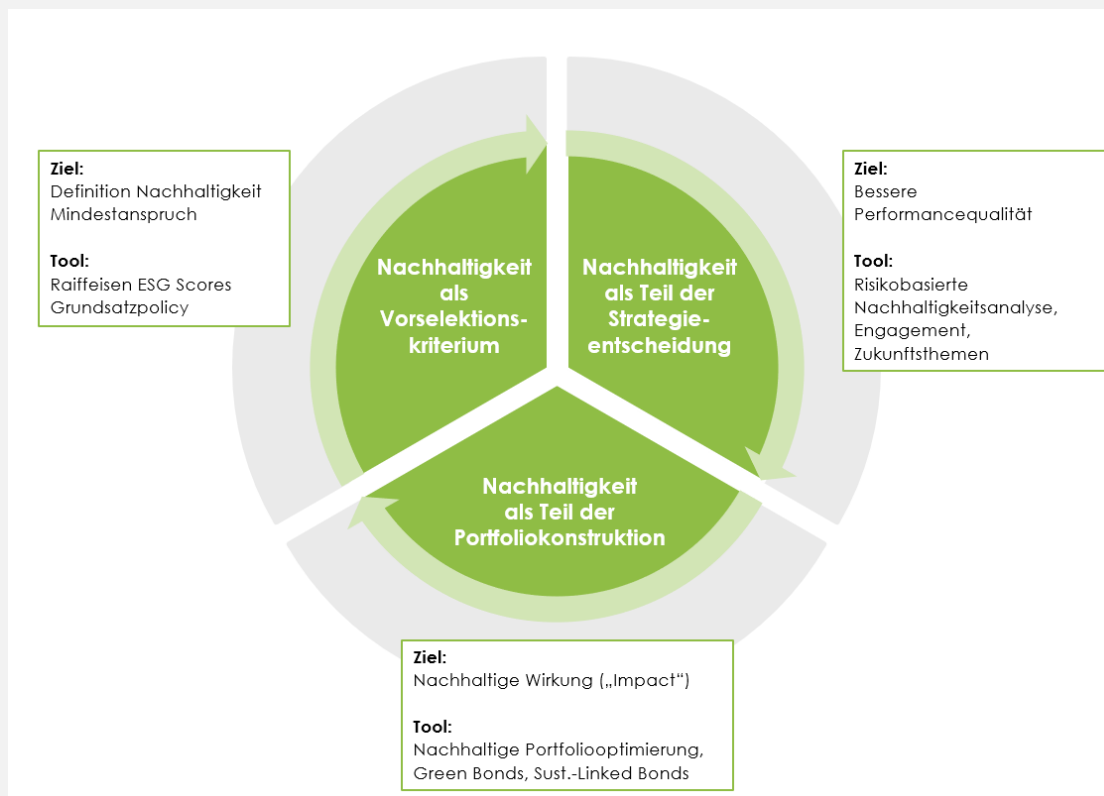 Ziel:
Definition Nachhaltigkeit
Mindestanspruch
Tool:
Raiffeisen ESG Scores
Grundsatzpolicy
Nachhaltigkeit
als
Vorselektions-
kriterium
Nachhaltigkeit
als Teil der
Strategie-
entscheidung
Ziel:
Bessere
Performancequalität
Tool:
Risikobasierte
Nachhaltigkeitsanalyse,
Engagement,
Zukunftsthemen
Nachhaltigkeit
als Teil der
Portfoliokonstruktion
Ziel:
Nachhaltige Wirkung („Impact“)
Tool:
Nachhaltige Portfoliooptimierung,
Green Bonds, Sust.-Linked Bonds